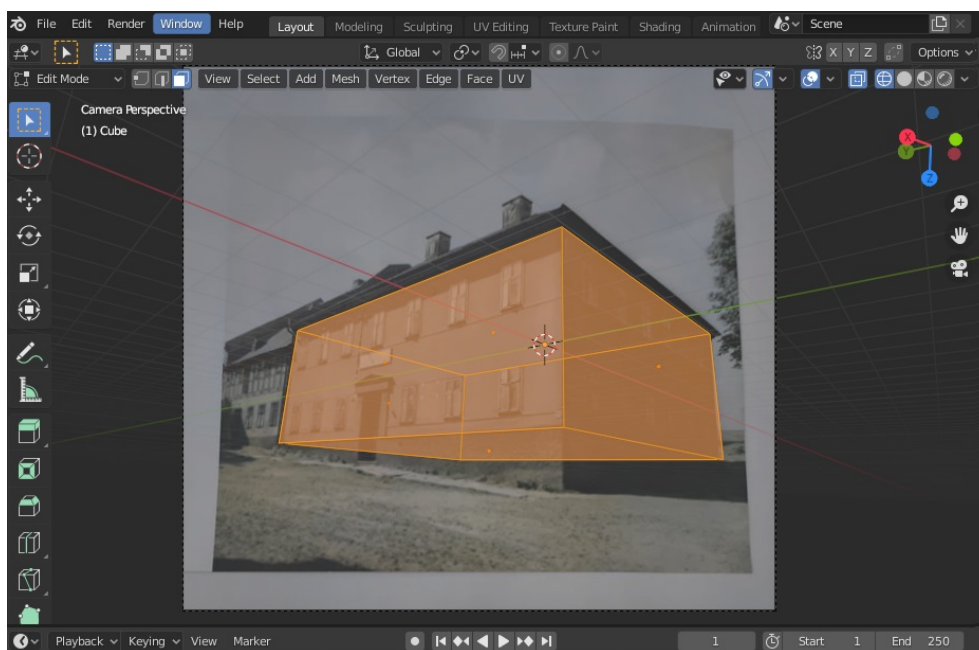 File Edit Render Window Help Layout Modeling Sculpting UV Editing Texture Paint Shading Animation Scene
Global X Y Z Options
Edit Mode View Select Add Mesh Vertex Edge Face UV
Camera Perspective
(1) Cube
X
Y
Z
Playback Keying View Marker 1 Start 1 End 250